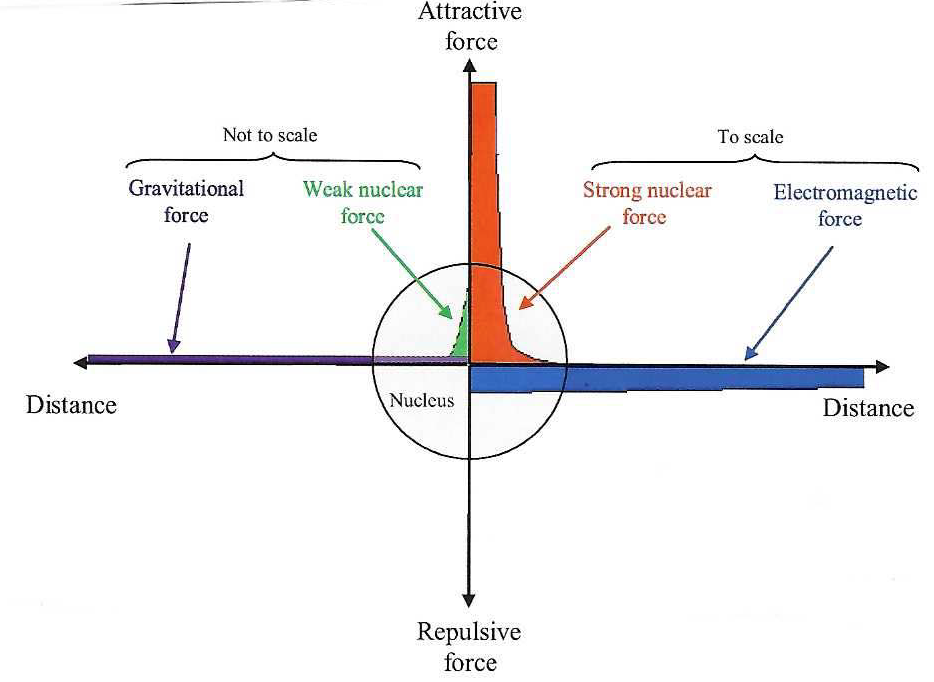 Attractive
force
Not to scale
To scale
Gravitational
force
Weak nuclear
force
Strong nuclear
force
Electromagnetic
force
Nucleus
Distance
Distance
Repulsive
force